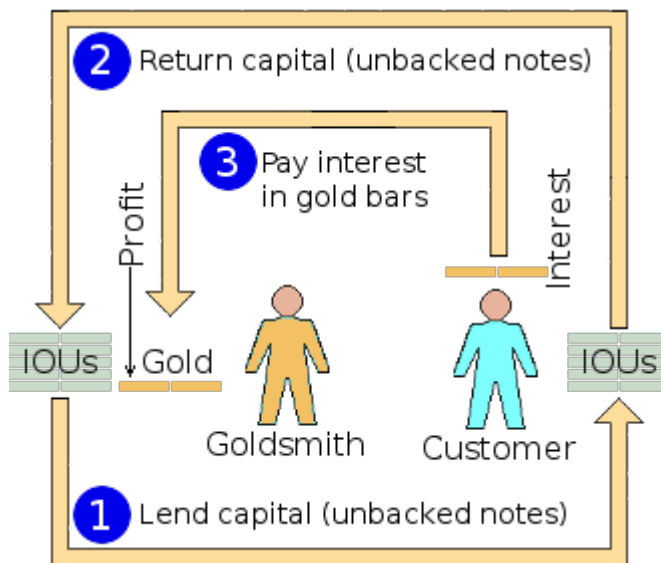 2 Return capital (unbacked notes)
3 Pay interest
in gold bars
Profit
Interest
IOUs
Gold
IOUs
Goldsmith
Customer
1 Lend capital (unbacked notes)